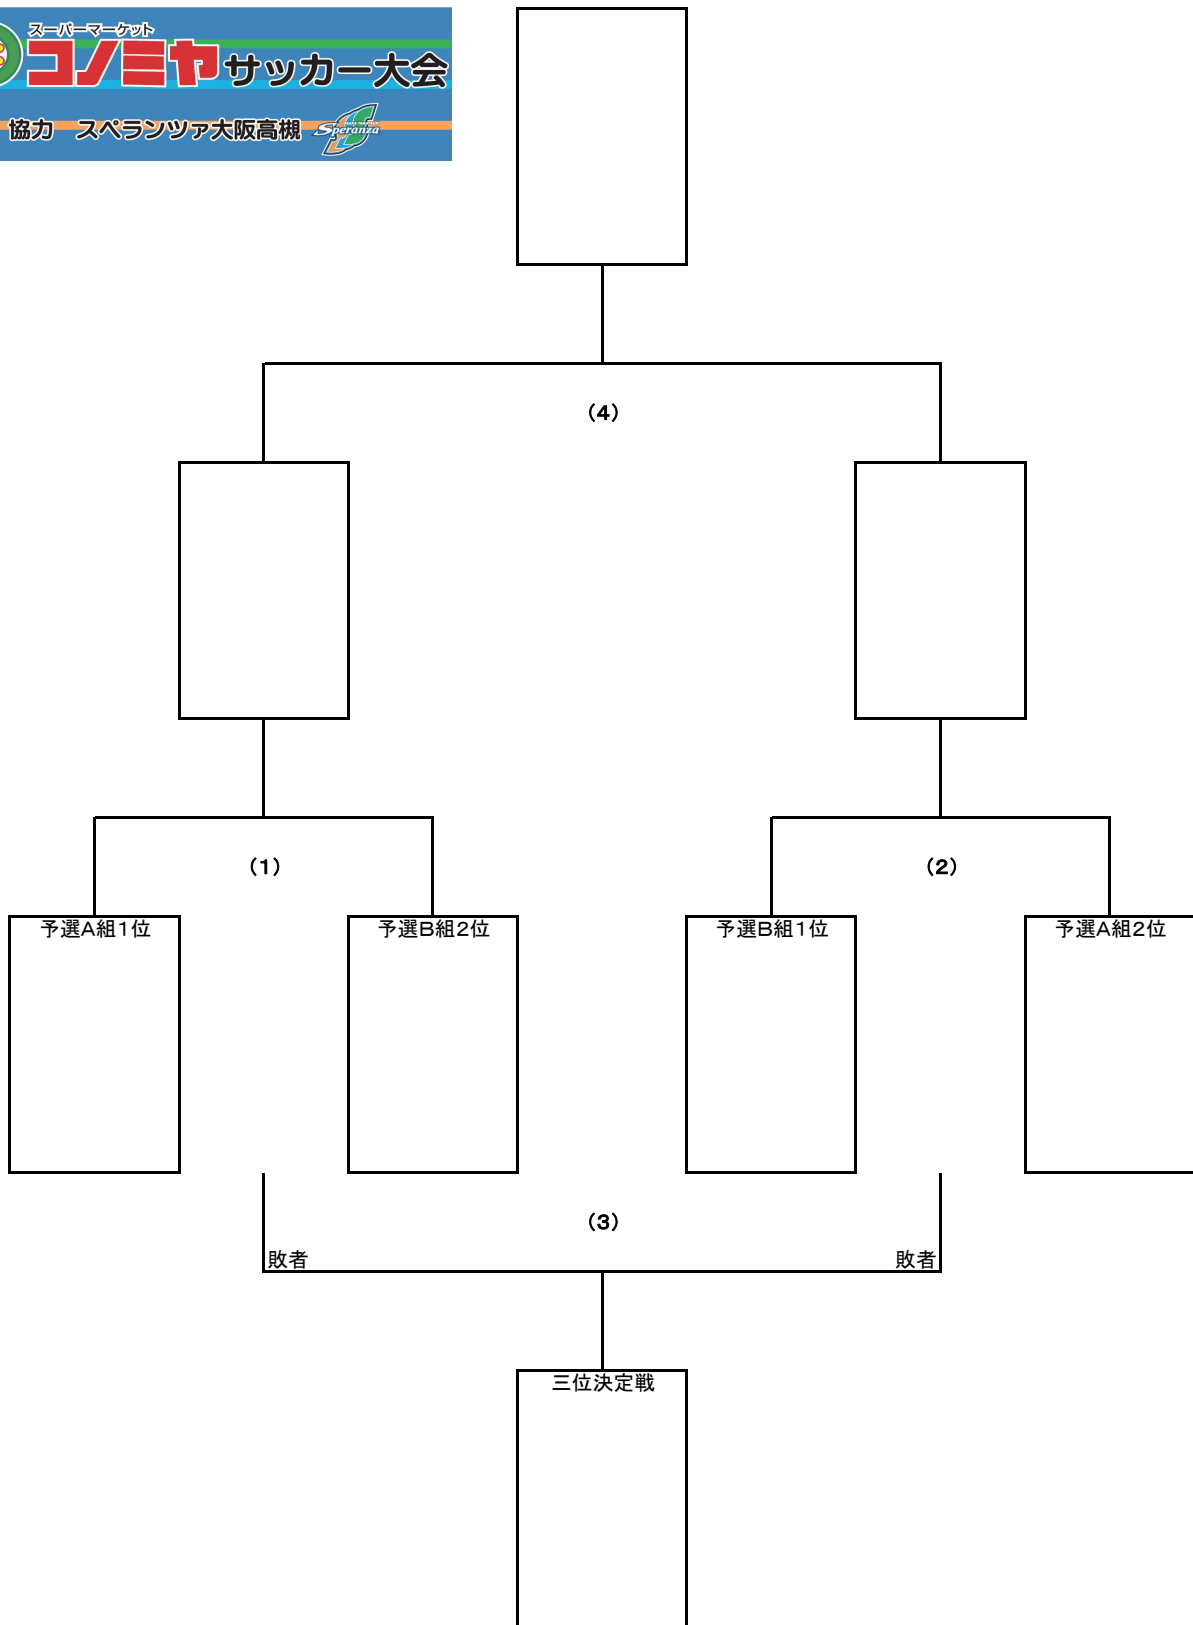 スーパーマーケット
コノミヤサッカー大会
協力　スペランツァ大阪高槻 Speranza
（4）
（1）
（2）
予選A組1位
予選B組2位
予選B組1位
予選A組2位
（3）
敗者
敗者
三位決定戦